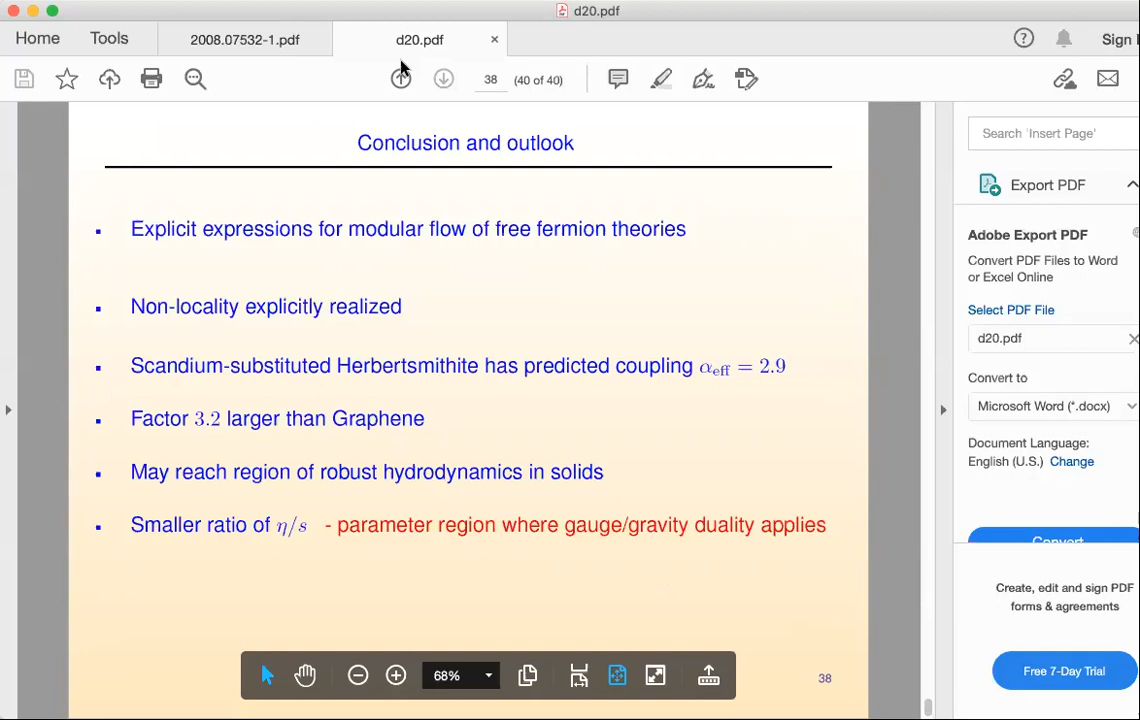 d20.pdf
Home Tools 2008.07532-1.pdf d20.pdf × Sign
38 (40 of 40)
Conclusion and outlook
▪ Explicit expressions for modular flow of free fermion theories
▪ Non-locality explicitly realized
▪ Scandium-substituted Herbertsmithite has predicted coupling αeff = 2.9
▪ Factor 3.2 larger than Graphene
▪ May reach region of robust hydrodynamics in solids
▪ Smaller ratio of η/s - parameter region where gauge/gravity duality applies
38
68%
Search 'Insert Page'
Export PDF
Adobe Export PDF
Convert PDF Files to Word
or Excel Online
Select PDF File
d20.pdf ×
Convert to
Microsoft Word (*.docx)
Document Language:
English (U.S.) Change
Convert
Create, edit and sign PDF
forms & agreements
Free 7-Day Trial